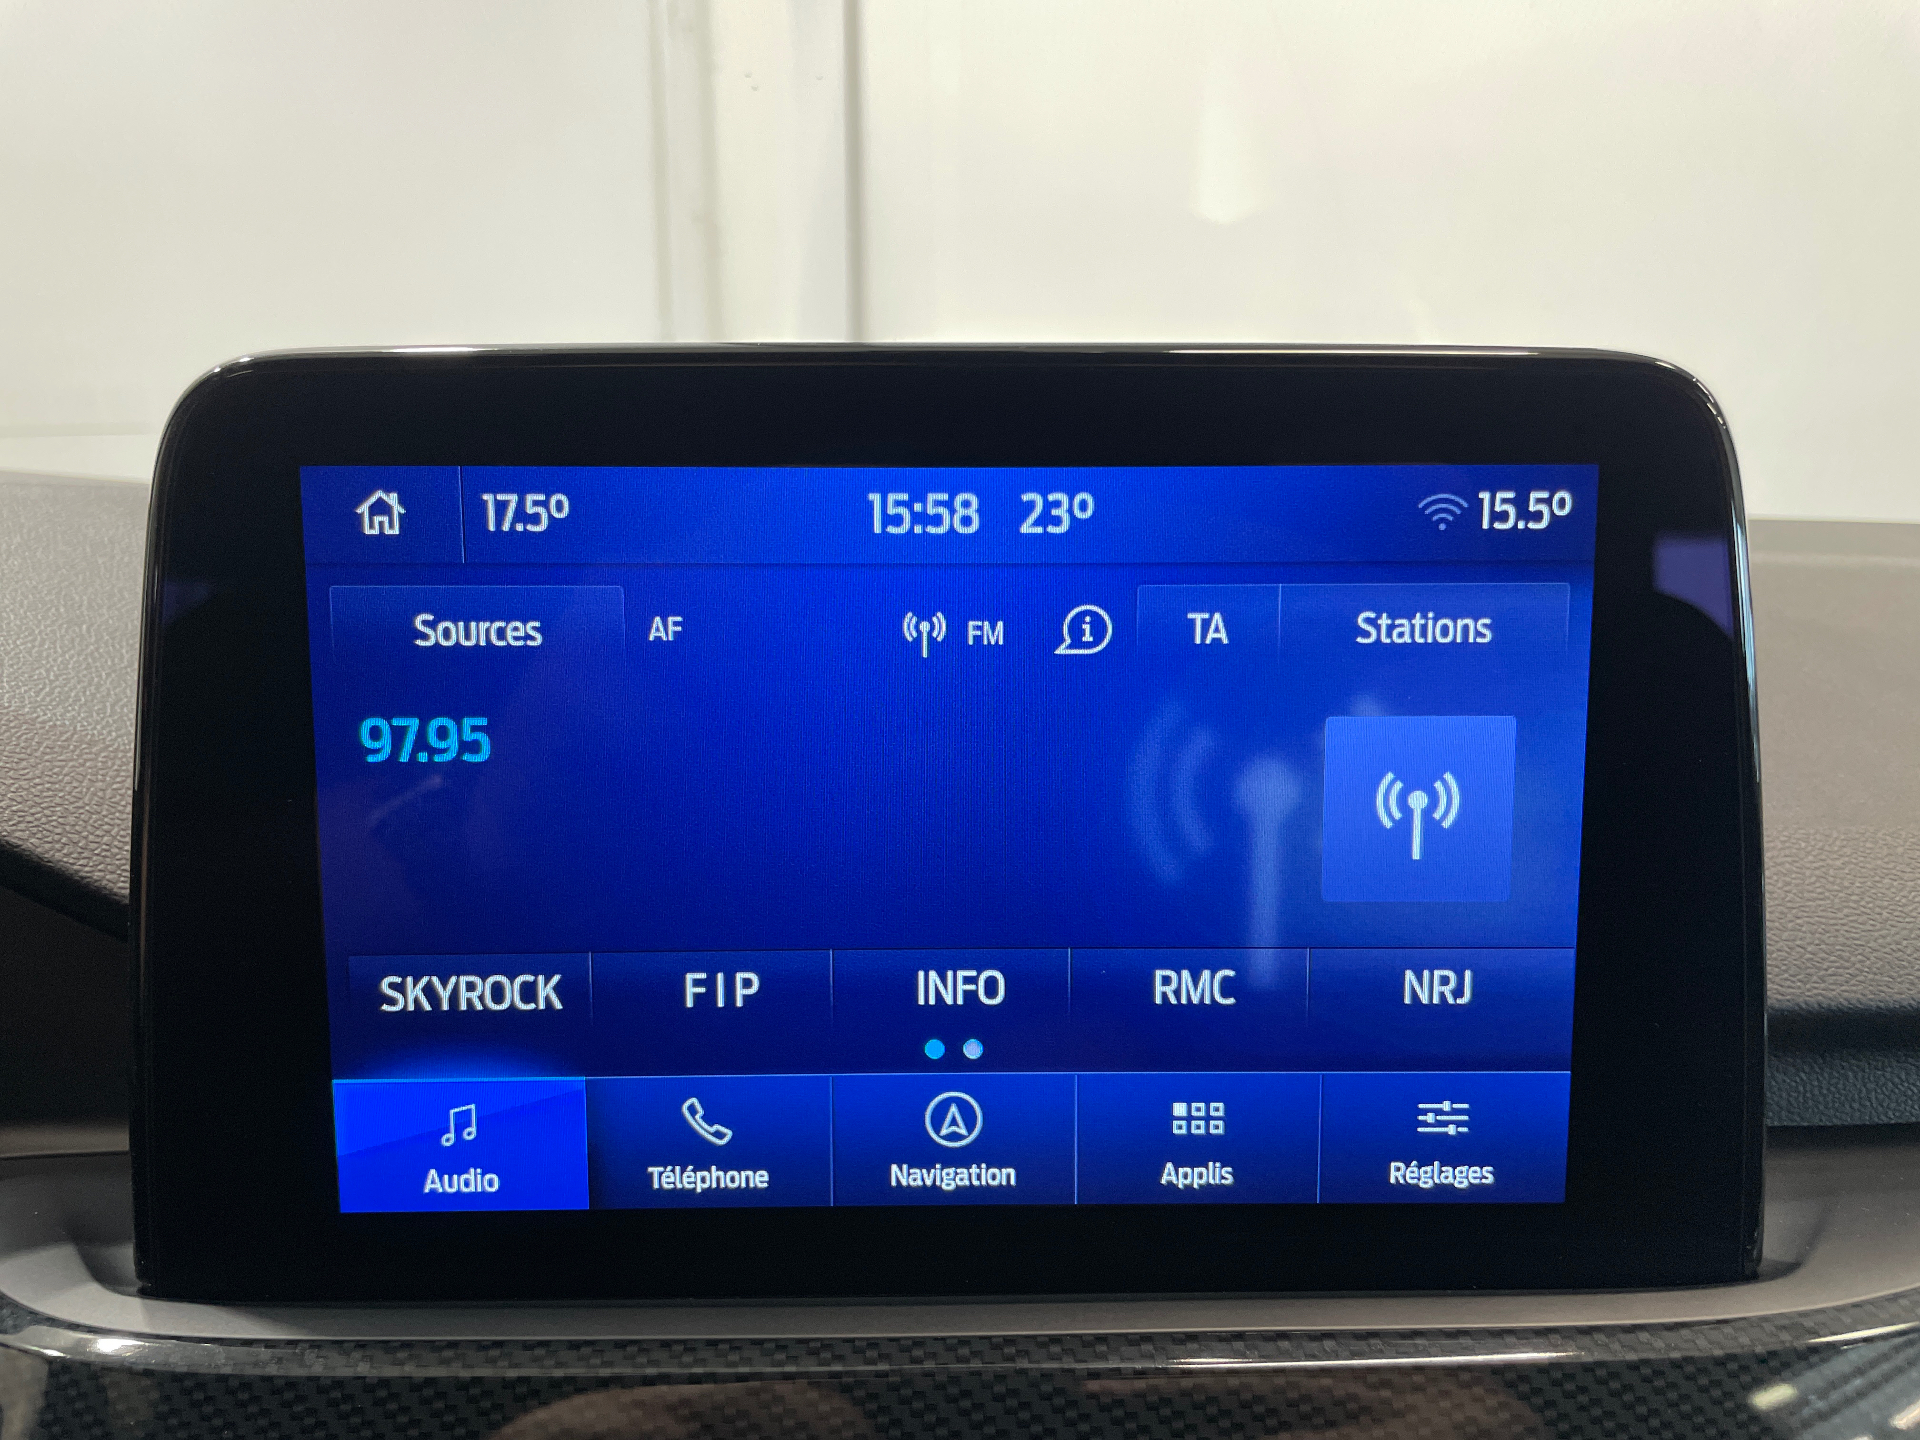 17.5° 15:58 23° 15.5°
Sources AF FM TA Stations
97.95
SKYROCK F I P INFO RMC NRJ
Audio Téléphone Navigation Applis Réglages